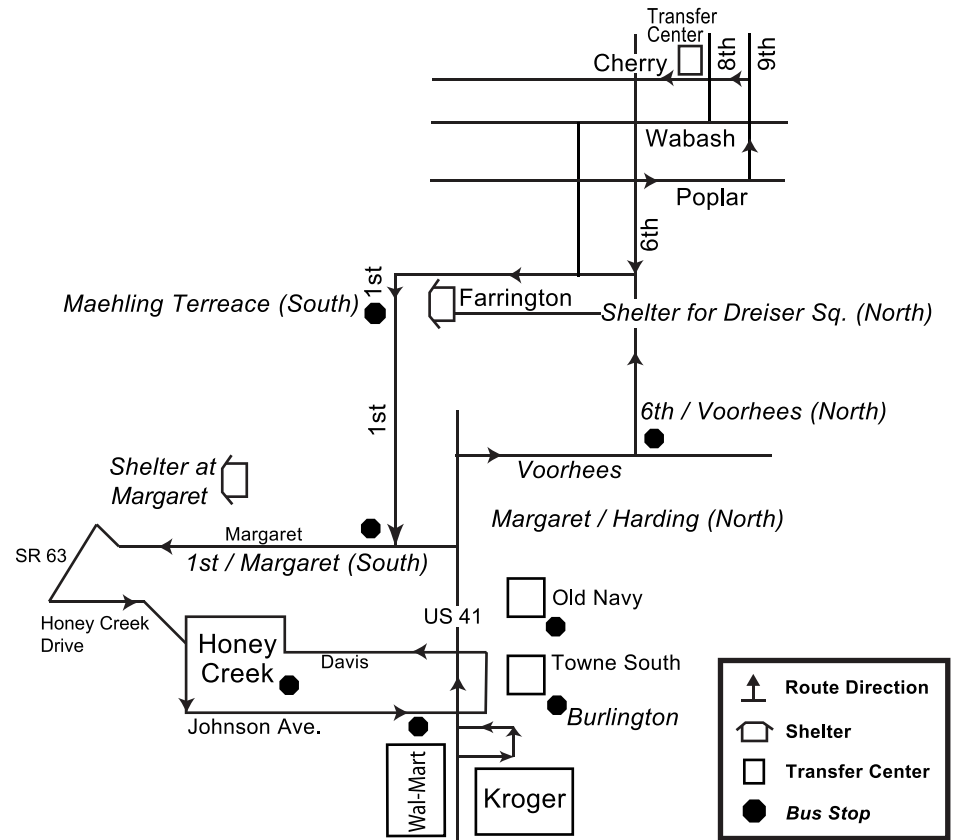 Transfer
Center
Cherry
8th
9th
Wabash
Poplar
6th
1st
Maehling Terreace (South)
Farrington
Shelter for Dreiser Sq. (North)
1st
6th / Voorhees (North)
Voorhees
Shelter at
Margaret
Margaret / Harding (North)
Margaret
1st / Margaret (South)
SR 63
Honey Creek
Drive
US 41
Old Navy
Honey
Creek
Davis
Towne South
Johnson Ave.
Burlington
Wal-Mart
Kroger
Route Direction
Shelter
Transfer Center
Bus Stop